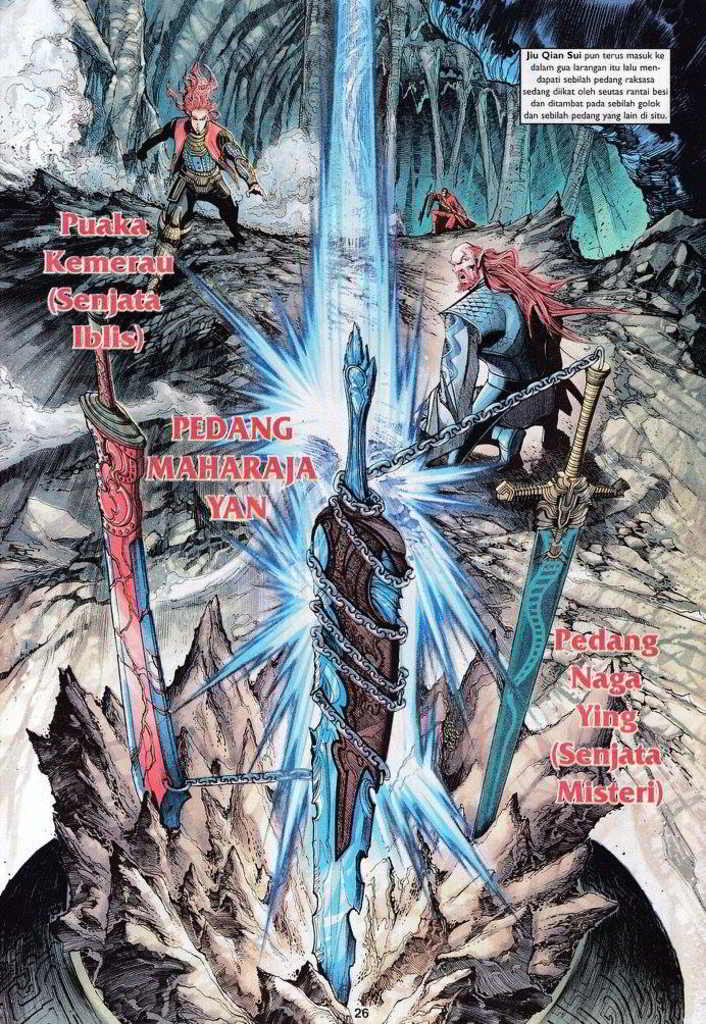 Jiu Qian Sui pun terus masuk ke
dalam gua larangan itu lalu men-
dapati sebilah pedang raksasa
sedang diikat oleh seutas rantai besi
dan ditambat pada sebilah golok
dan sebilah pedang yang lain di situ.
Puaka
Kemerau
(Senjata
Iblis)
PEDANG
MAHARAJA
YAN
Pedang
Naga
Ying
(Senjata
Misteri)
26